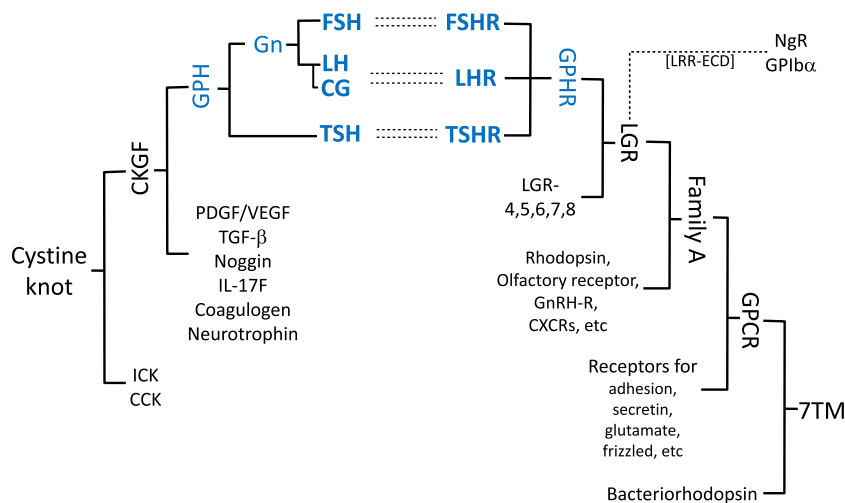 FSH
FSHR
Gn
LH
CG
LHR
GPH
GPHR
TSH
TSHR
NgR
GPIbα
[LRR-ECD]
LGR
CKGF
LGR-
4,5,6,7,8
Family A
PDGF/VEGF
TGF-β
Noggin
IL-17F
Coagulogen
Neurotrophin
Cystine
knot
Rhodopsin,
Olfactory receptor,
GnRH-R,
CXCRs, etc
GPCR
ICK
CCK
Receptors for
adhesion,
secretin,
glutamate,
frizzled, etc
7TM
Bacteriorhodopsin